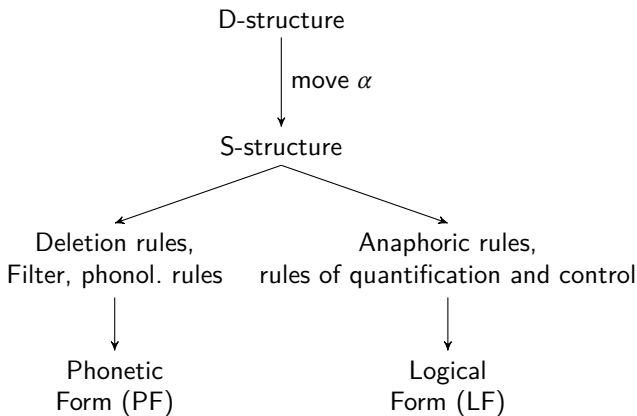 D-structure
move α
S-structure
Deletion rules,
Filter, phonol. rules
Anaphoric rules,
rules of quantification and control
Phonetic
Form (PF)
Logical
Form (LF)